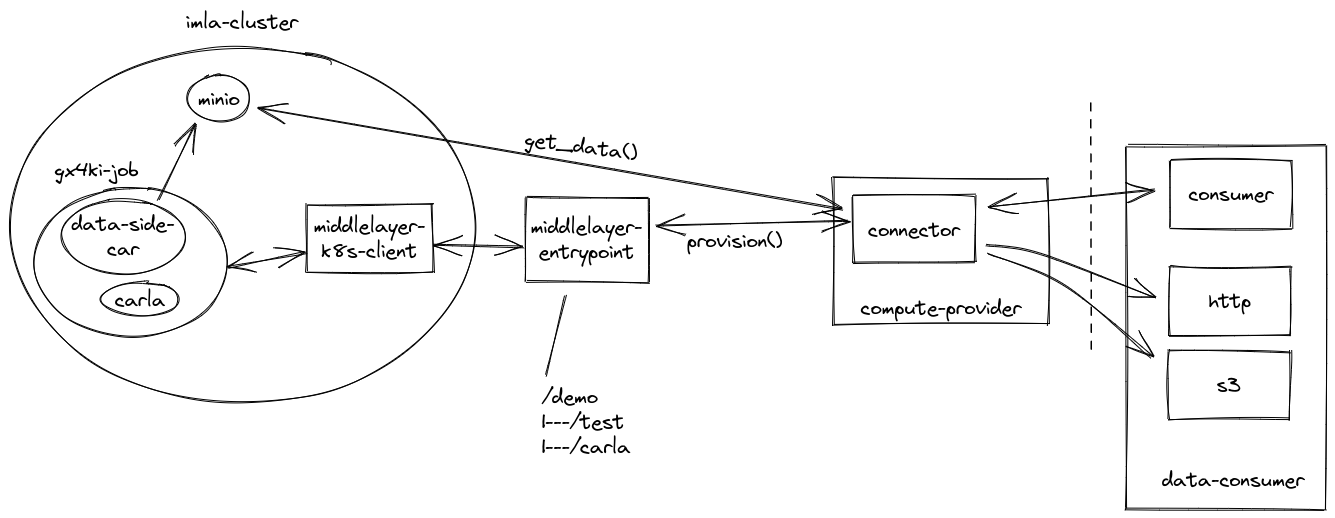 imla-cluster
minio
get_data()
gx4ki-job
data-side-
car
carla
middlelayer-
k8s-client
middlelayer-
entrypoint
provision()
connector
compute-provider
consumer
http
s3
data-consumer
/demo
|---/test
|---/carla